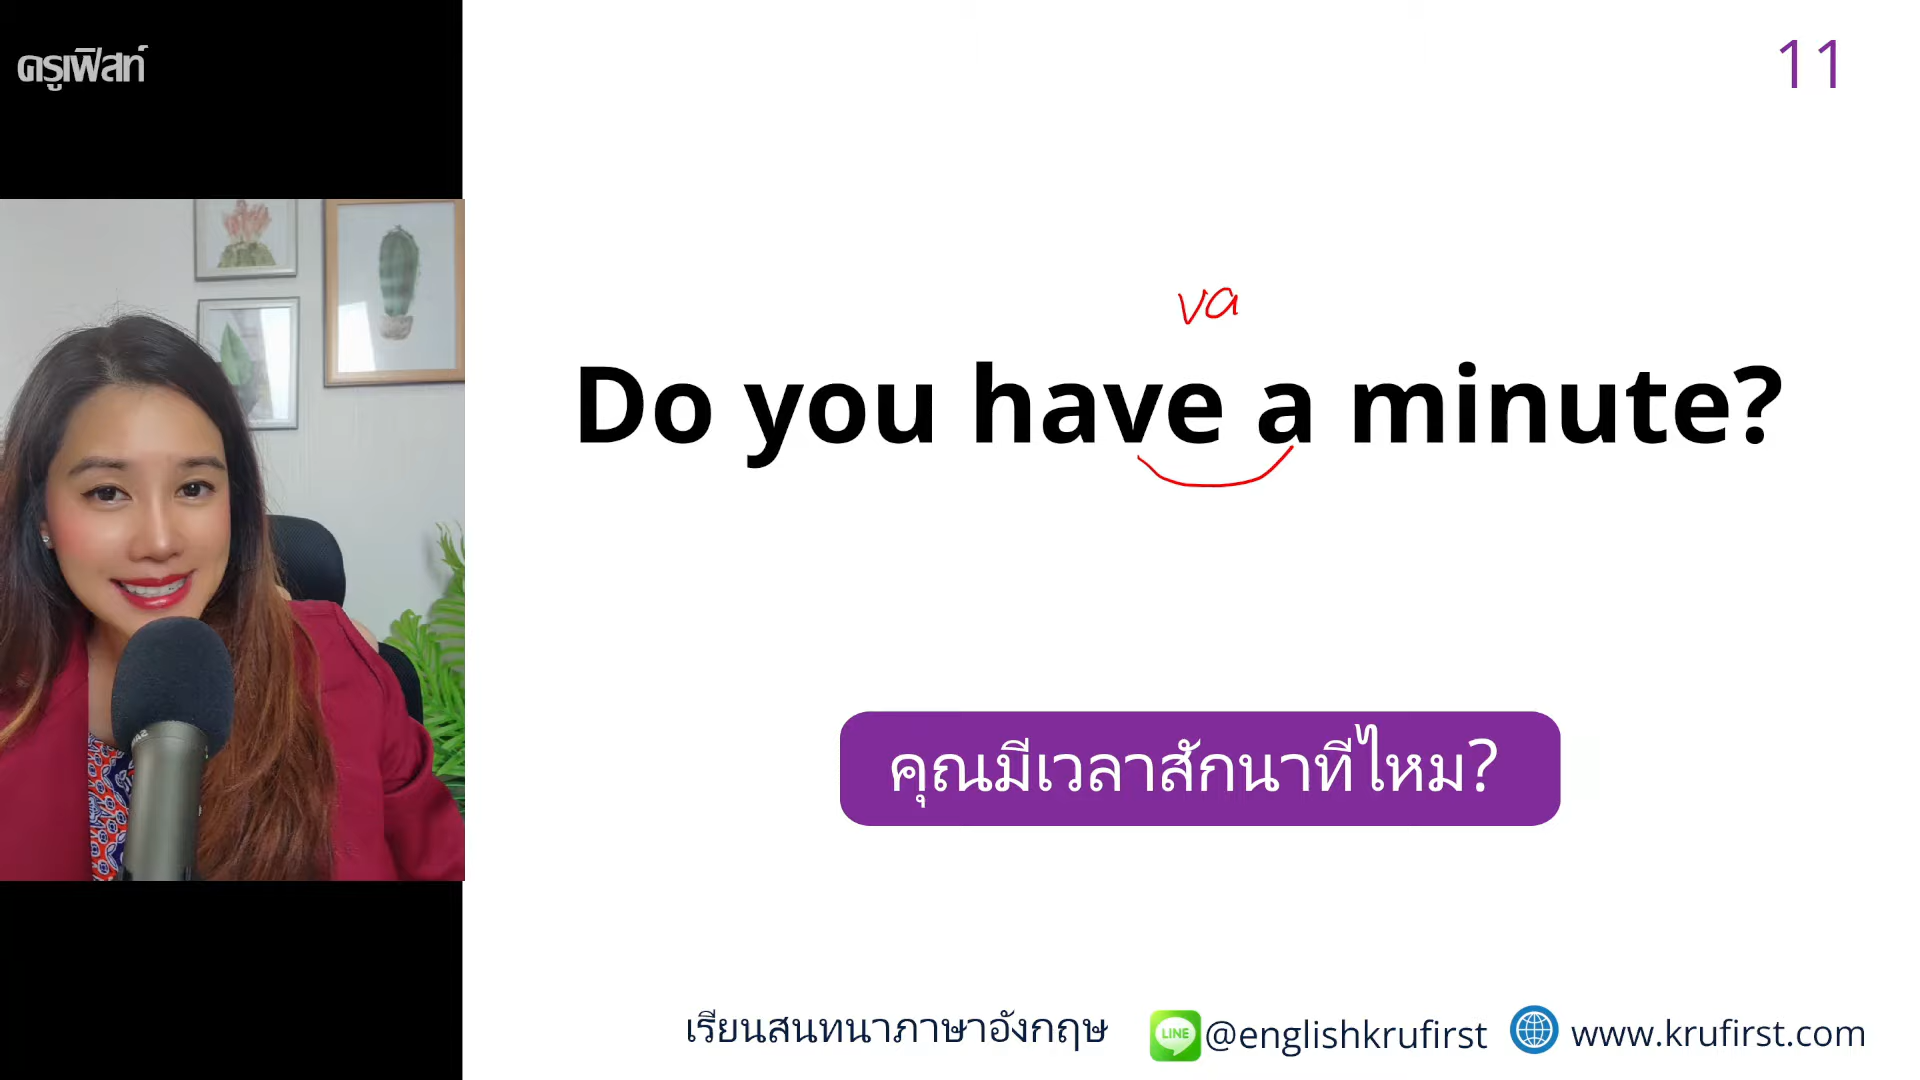 ครูเฟิสท์
11
va
Do you have a minute?
คุณมีเวลาสักนาทีไหม?
เรียนสนทนาภาษาอังกฤษ LINE @englishkrufirst www.krufirst.com